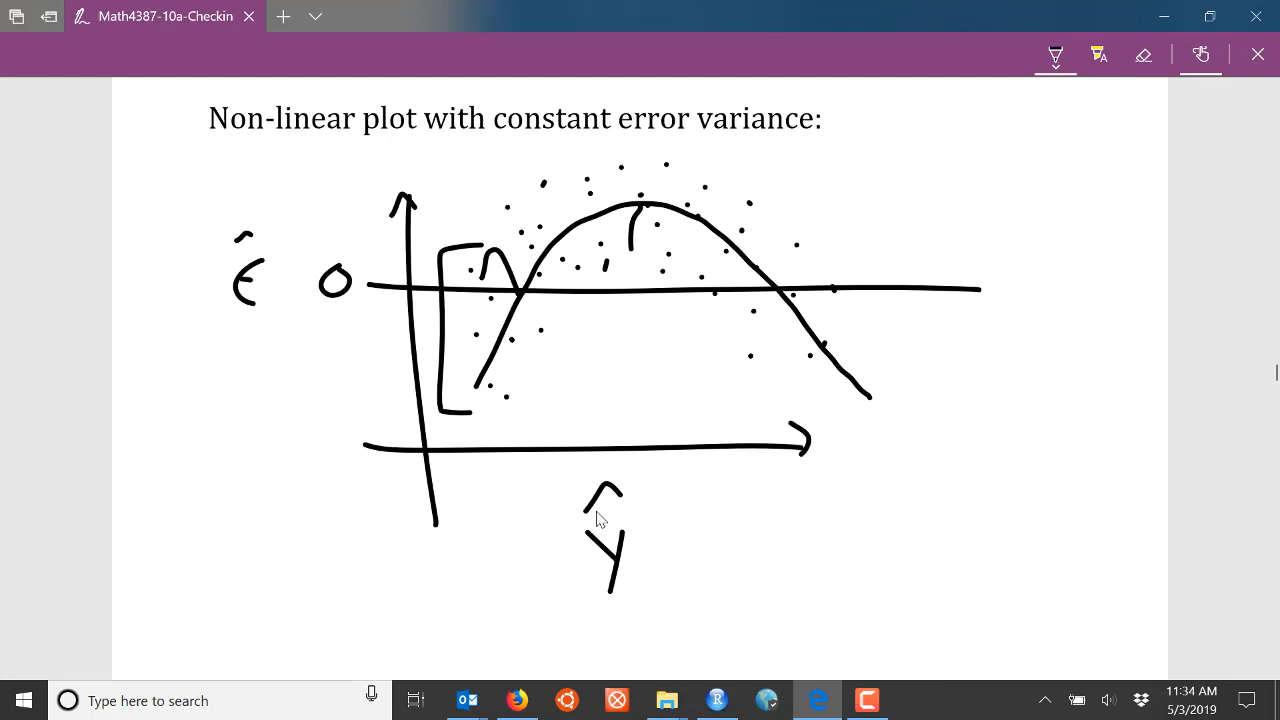 Math4387-10a-Checkin
Non-linear plot with constant error variance:
ε̂
0
ŷ
Type here to search
11:34 AM
5/3/2019